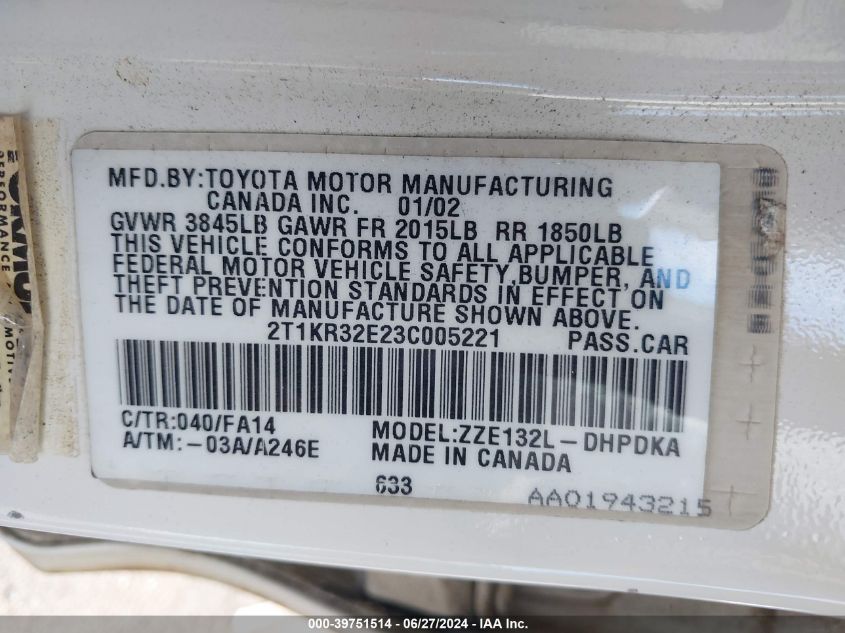 MFD.BY:TOYOTA MOTOR MANUFACTURING
CANADA INC. 01/02
GVWR 3845LB GAWR FR 2015LB RR 1850LB
THIS VEHICLE CONFORMS TO ALL APPLICABLE
FEDERAL MOTOR VEHICLE SAFETY,BUMPER, AND
THEFT PREVENTION STANDARDS IN EFFECT ON
THE DATE OF MANUFACTURE SHOWN ABOVE.
2T1KR32E23C005221 PASS.CAR
C/TR:040/FA14 MODEL:ZZE132L-DHPDKA
A/TM:-03A/A246E MADE IN CANADA
633
AA01943215
PERFORMANCE
000-39751514 - 06/27/2024 - IAA Inc.